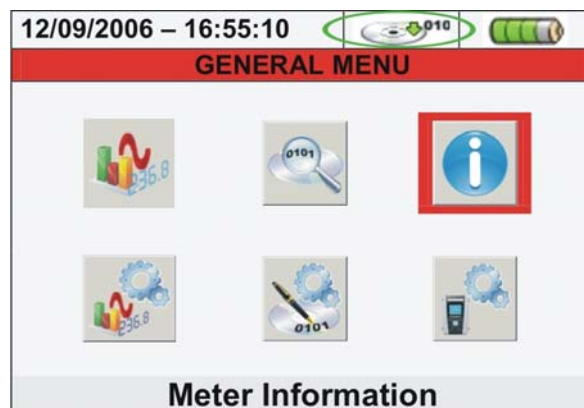 12/09/2006 – 16:55:10 010
GENERAL MENU
236.8
0101
i
236.8
0101
Meter Information